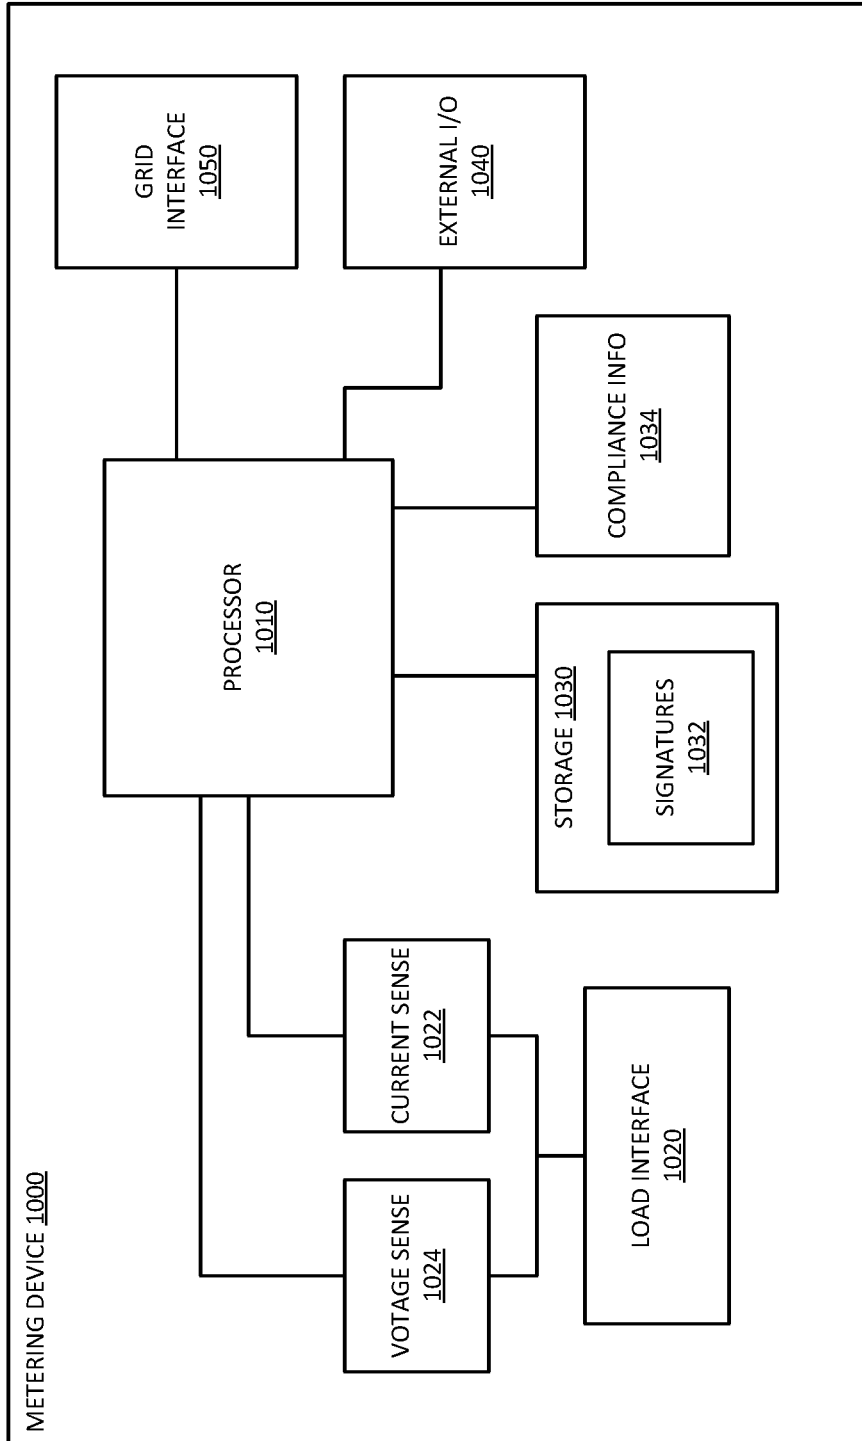 METERING DEVICE 1000
VOTAGE SENSE
1024
CURRENT SENSE
1022
LOAD INTERFACE
1020
PROCESSOR
1010
STORAGE 1030
SIGNATURES
1032
COMPLIANCE INFO
1034
GRID
INTERFACE
1050
EXTERNAL I/O
1040